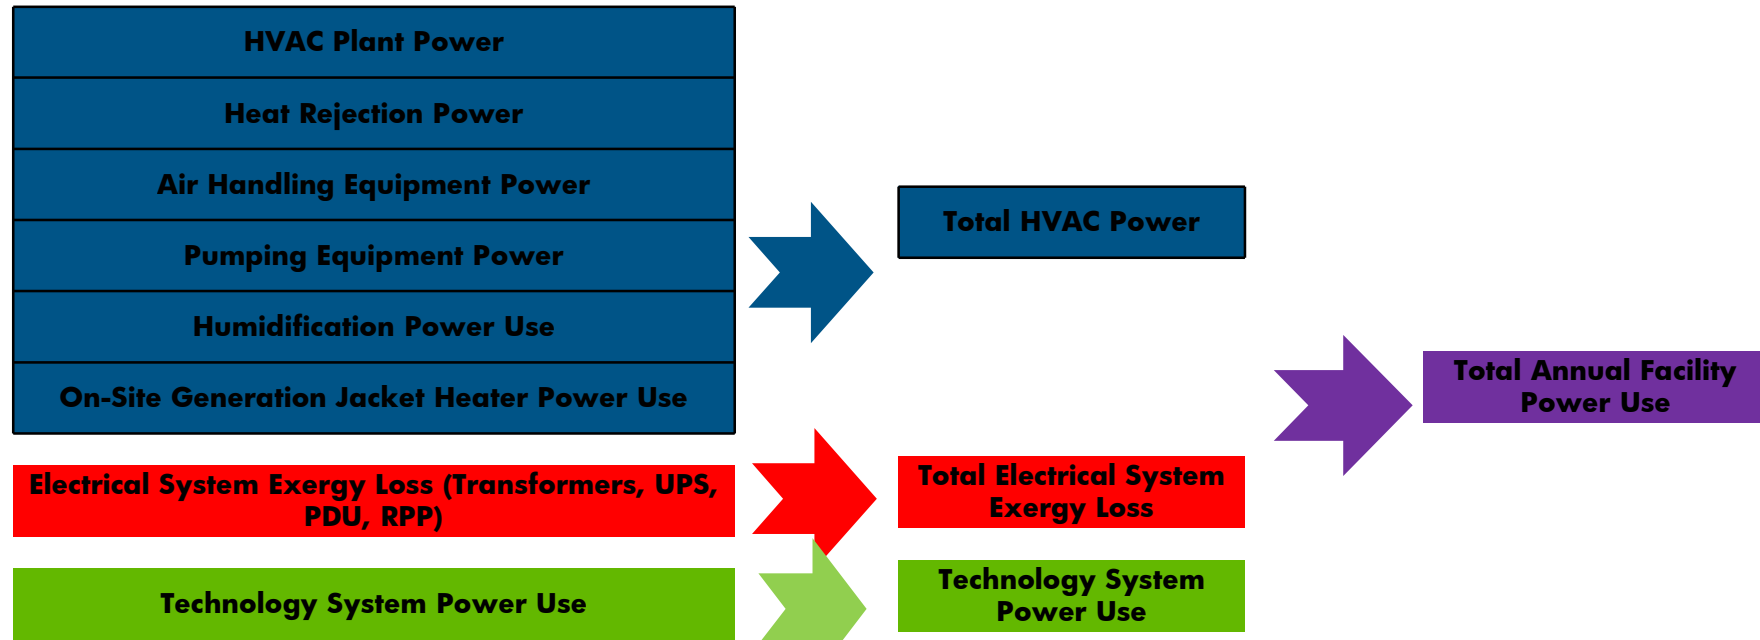 HVAC Plant Power
Heat Rejection Power
Air Handling Equipment Power
Pumping Equipment Power
Humidification Power Use
On-Site Generation Jacket Heater Power Use
Electrical System Exergy Loss (Transformers, UPS,
PDU, RPP)
Technology System Power Use
Total HVAC Power
Total Electrical System
Exergy Loss
Technology System
Power Use
Total Annual Facility
Power Use